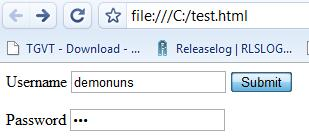 file:///C:/test.html
TGVT - Download - ... Releaselog | RLSLOG...
Username demonuns Submit
Password •••